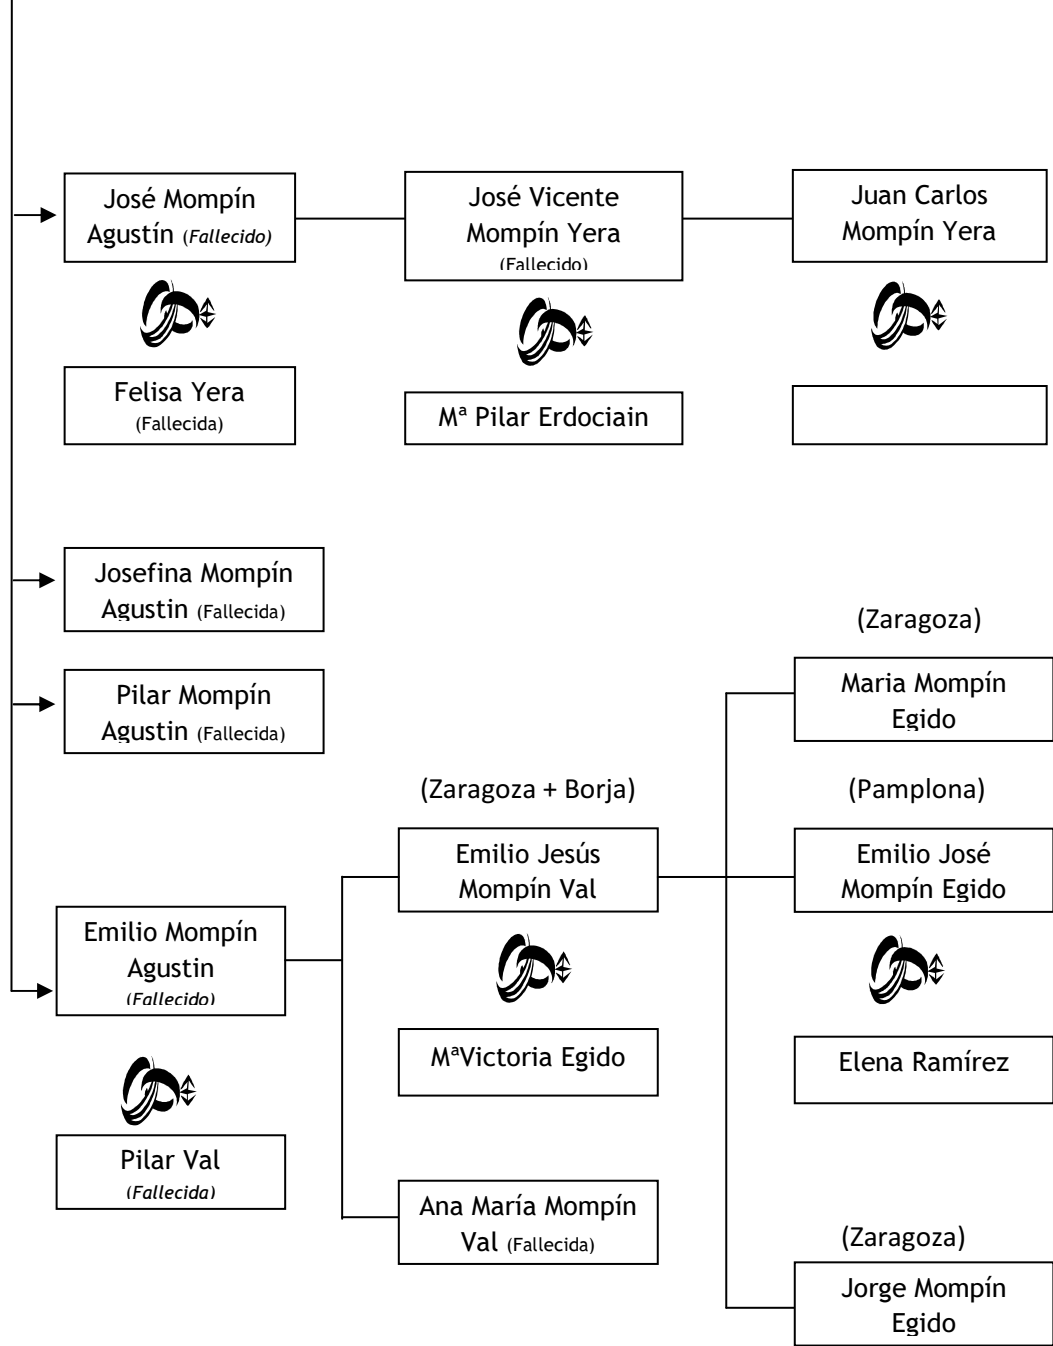 José Mompín
Agustín (Fallecido)
José Vicente
Mompín Yera
(Fallecido)
Juan Carlos
Mompín Yera
Felisa Yera
(Fallecida)
Mª Pilar Erdociain
Josefina Mompín
Agustin (Fallecida)
Pilar Mompín
Agustin (Fallecida)
(Zaragoza)
Maria Mompín
Egido
(Zaragoza + Borja)
Emilio Jesús
Mompín Val
(Pamplona)
Emilio José
Mompín Egido
Emilio Mompín
Agustin
(Fallecido)
MªVictoria Egido
Elena Ramírez
Pilar Val
(Fallecida)
Ana María Mompín
Val (Fallecida)
(Zaragoza)
Jorge Mompín
Egido